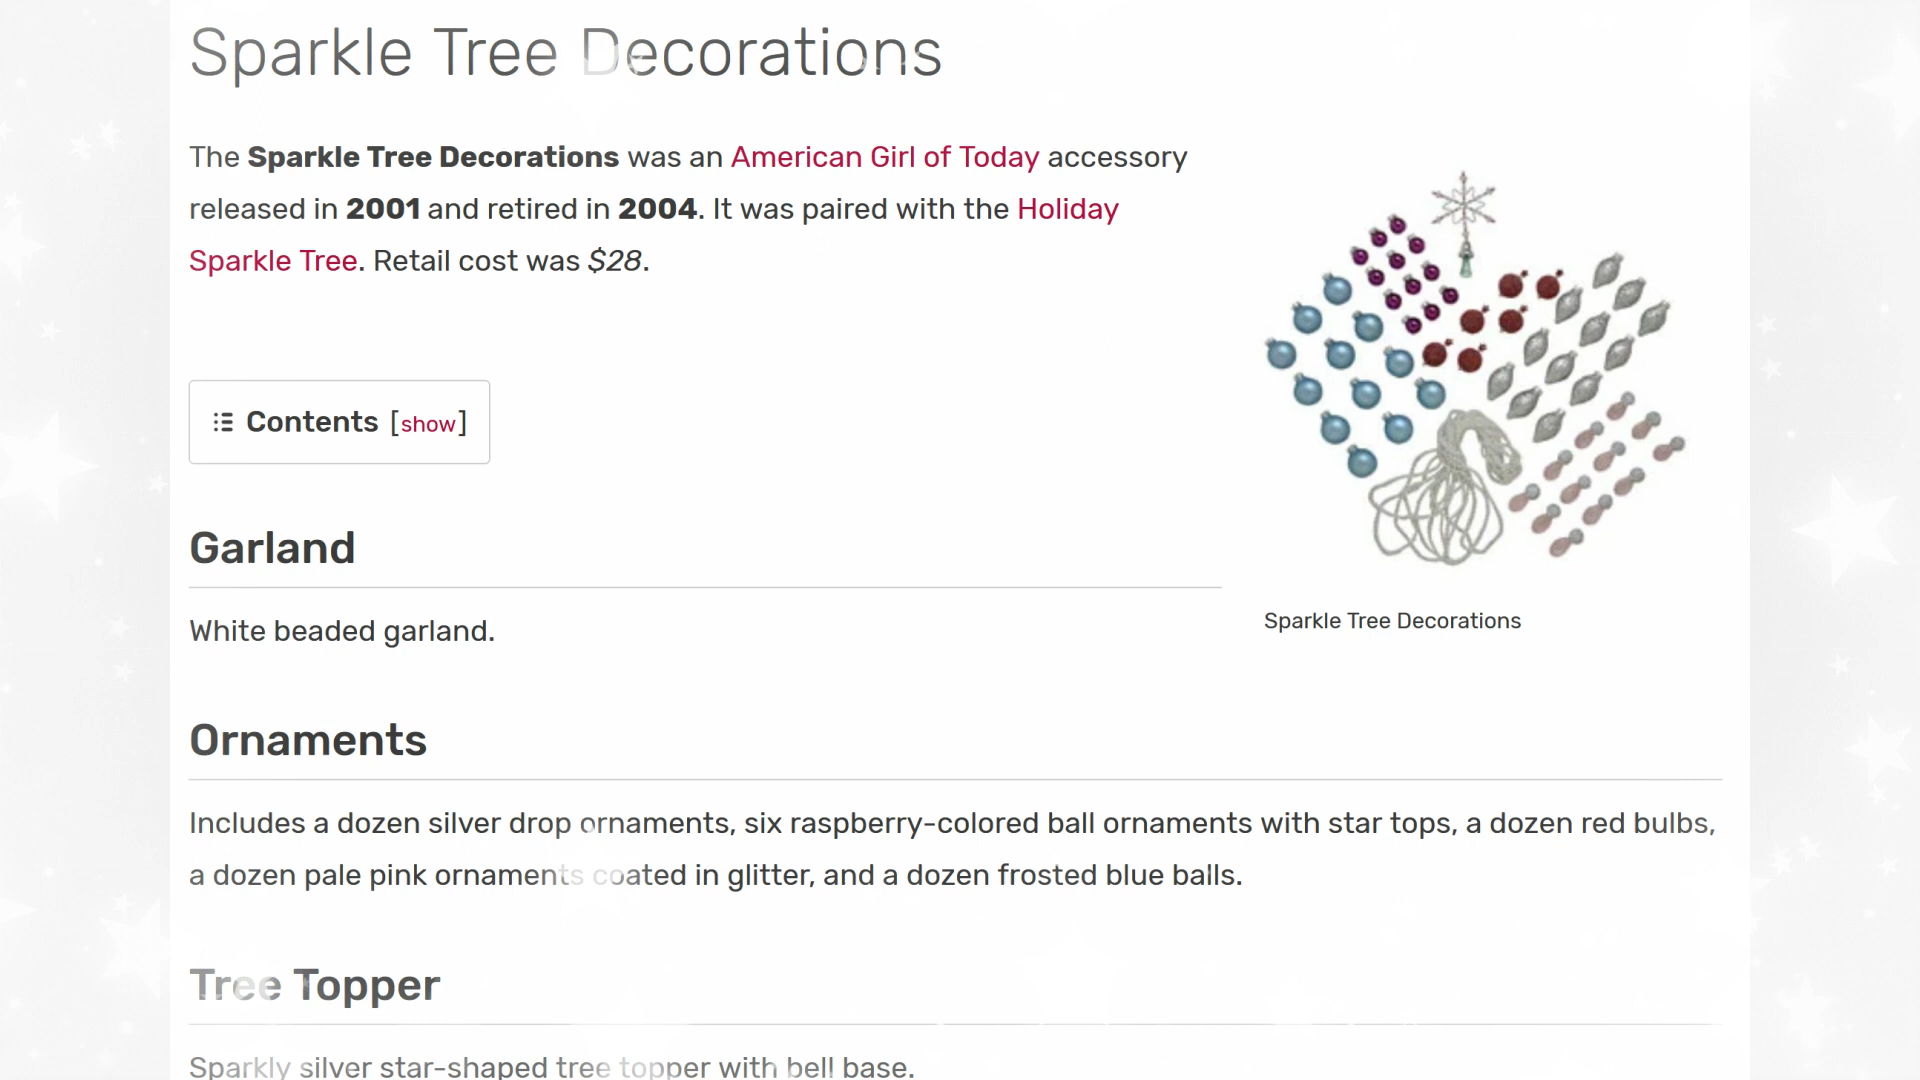 Sparkle Tree Decorations
The Sparkle Tree Decorations was an American Girl of Today accessory
released in 2001 and retired in 2004. It was paired with the Holiday
Sparkle Tree. Retail cost was $28.
Contents [show]
Garland
White beaded garland.
Sparkle Tree Decorations
Ornaments
Includes a dozen silver drop ornaments, six raspberry-colored ball ornaments with star tops, a dozen red bulbs,
a dozen pale pink ornaments coated in glitter, and a dozen frosted blue balls.
Tree Topper
Sparkly silver star-shaped tree topper with bell base.